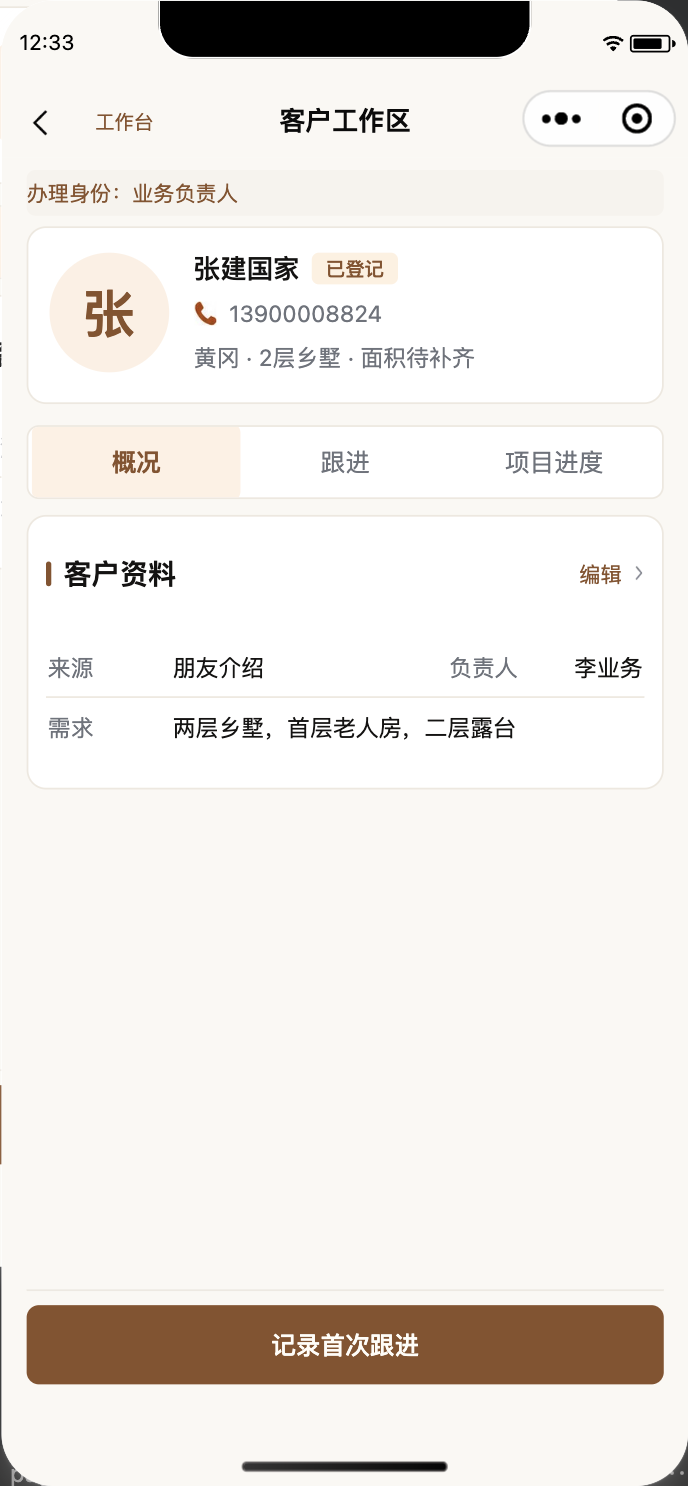 12:33
工作台 客户工作区
办理身份：业务负责人
张
张建国家 已登记
13900008824
黄冈 · 2层乡墅 · 面积待补齐
概况 跟进 项目进度
客户资料 编辑
来源 朋友介绍 负责人 李业务
需求 两层乡墅，首层老人房，二层露台
记录首次跟进